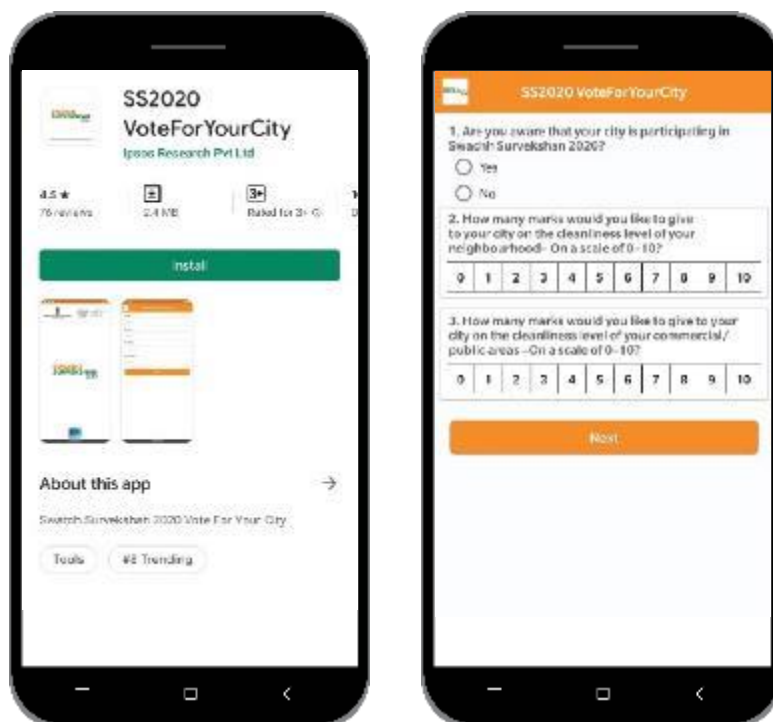 SS2020
VoteForYourCity
Ipsos Research Pvt Ltd
4.5 ★
76 reviews
2.4 MB
3+
Rated for 3+
Install
About this app
Swachh Survekshan 2020 Vote For Your City
Tools
#8 Trending
SS2020 VoteForYourCity
1. Are you aware that your city is participating in
Swachh Survekshan 2020?
Yes
No
2. How many marks would you like to give
to your city on the cleanliness level of your
neighbourhood- On a scale of 0-10?
0 1 2 3 4 5 6 7 8 9 10
3. How many marks would you like to give to your
city on the cleanliness level of your commercial/
public areas -On a scale of 0-10?
0 1 2 3 4 5 6 7 8 9 10
Next